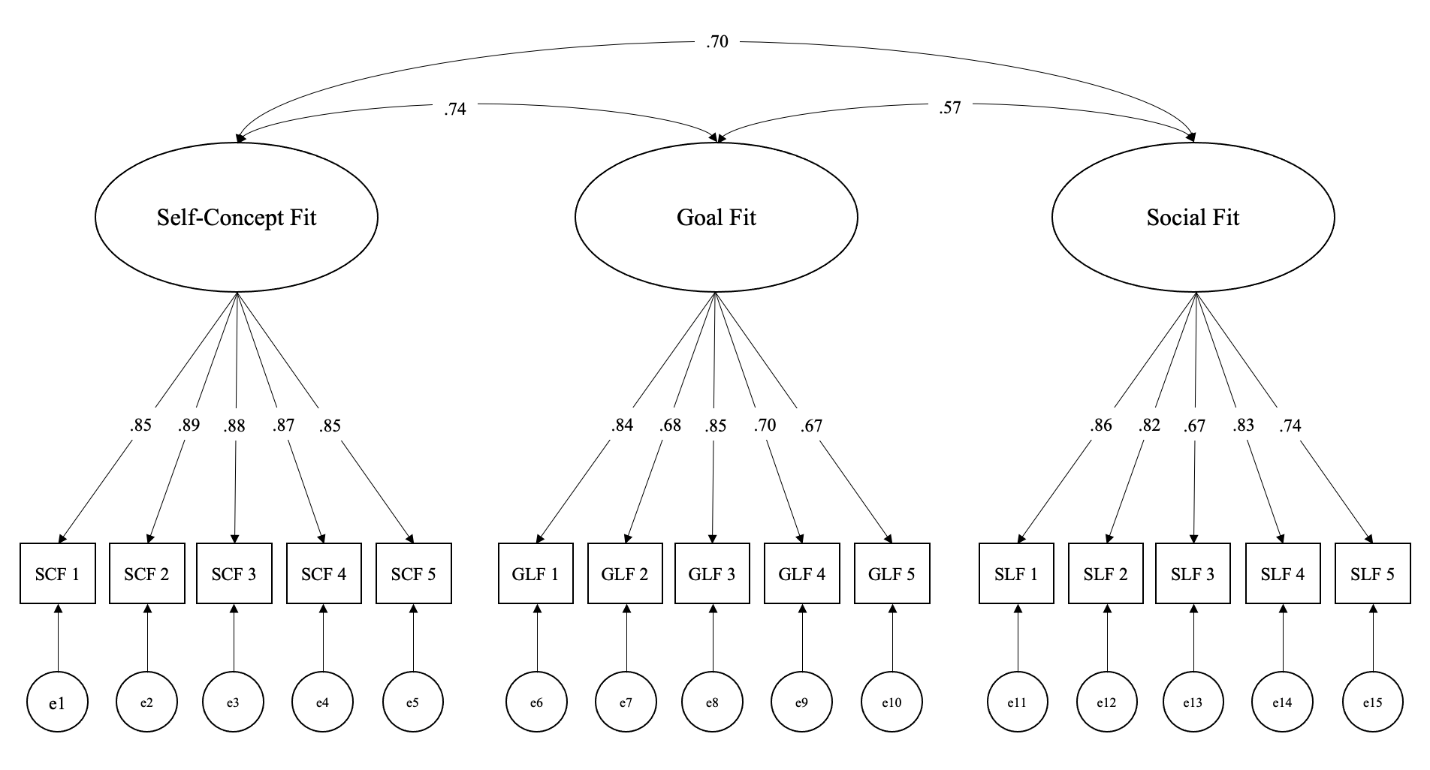 .70
.74 .57
Self-Concept Fit Goal Fit Social Fit
.85 .89 .88 .87 .85 .84 .68 .85 .70 .67 .86 .82 .67 .83 .74
SCF 1 SCF 2 SCF 3 SCF 4 SCF 5 GLF 1 GLF 2 GLF 3 GLF 4 GLF 5 SLF 1 SLF 2 SLF 3 SLF 4 SLF 5
e1 e2 e3 e4 e5 e6 e7 e8 e9 e10 e11 e12 e13 e14 e15